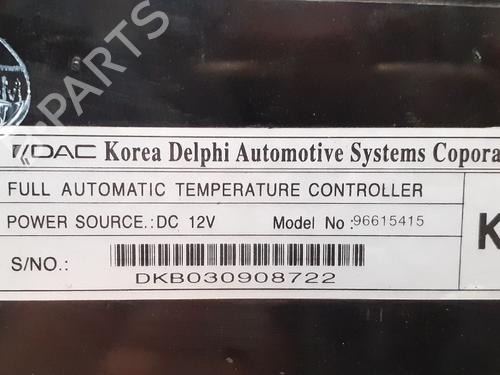 KDAC Korea Delphi Automotive Systems Copora
FULL AUTOMATIC TEMPERATURE CONTROLLER
POWER SOURCE.:DC 12V Model No :96615415
S/NO.:
DKB030908722
K
PARTS